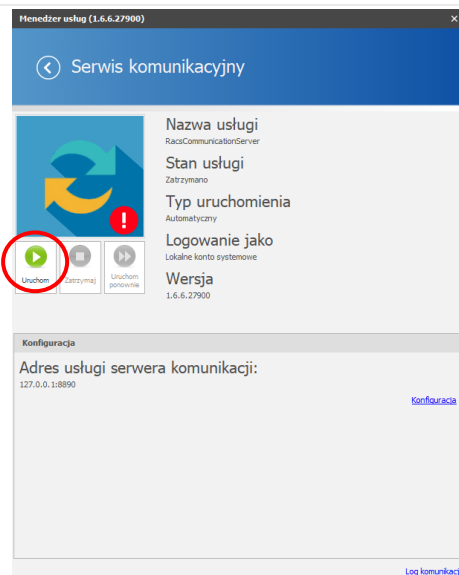 Menedżer usług (1.6.6.27900)
Serwis komunikacyjny
Nazwa usługi
RacsCommunicationServer
Stan usługi
Zatrzymano
Typ uruchomienia
Automatyczny
Logowanie jako
Lokalne konto systemowe
Wersja
1.6.6.27900
Uruchom
Zatrzymaj
Uruchom
ponownie
Konfiguracja
Adres usługi serwera komunikacji:
127.0.0.1:8890
Konfiguracja
Log komunikacj